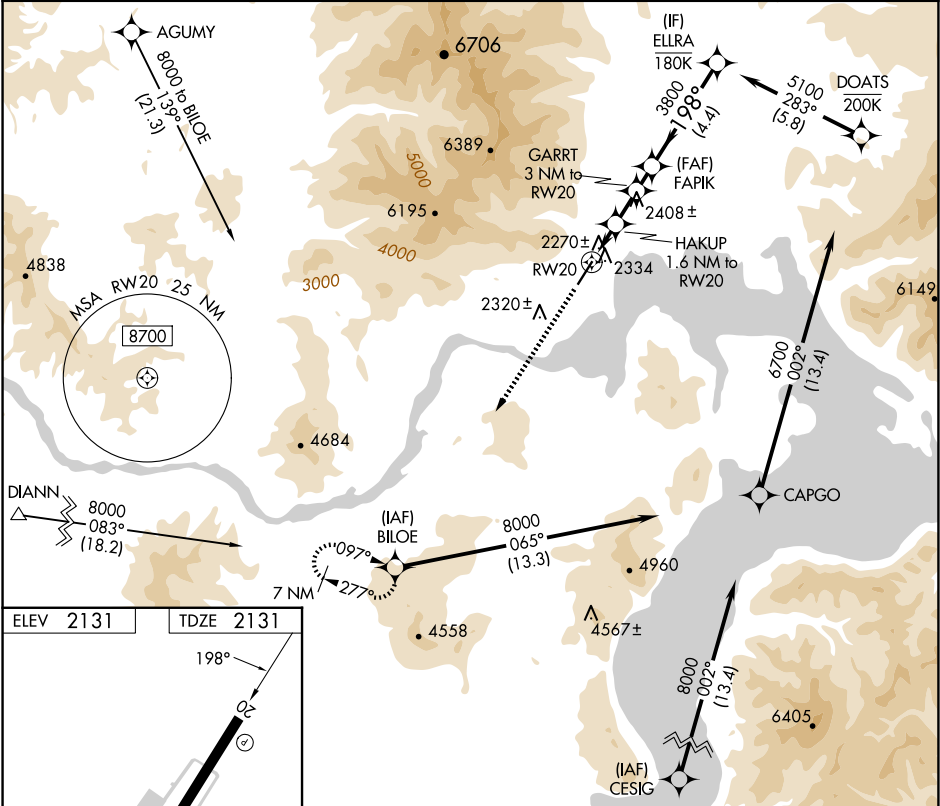 AGUMY
8000 to BILOE
139°
(21.3)
6706
(IF)
ELLRA
180K
3800
198°
(4.4)
5100
283°
(5.8)
DOATS
200K
6389
5000
GARRT
3 NM to
RW20
(FAF)
FAPIK
6195
2408±
4000
2270±
HAKUP
1.6 NM to
RW20
4838
RW20
2334
3000
2320±
6149
MSA RW20 25 NM
8700
6700
002°
(13.4)
4684
CAPGO
DIANN
8000
083°
(18.2)
(IAF)
BILOE
8000
065°
(13.3)
097°
277°
7 NM
4960
4558
4567±
8000
002°
(13.4)
6405
(IAF)
CESIG
ELEV 2131
TDZE 2131
198°
20
P